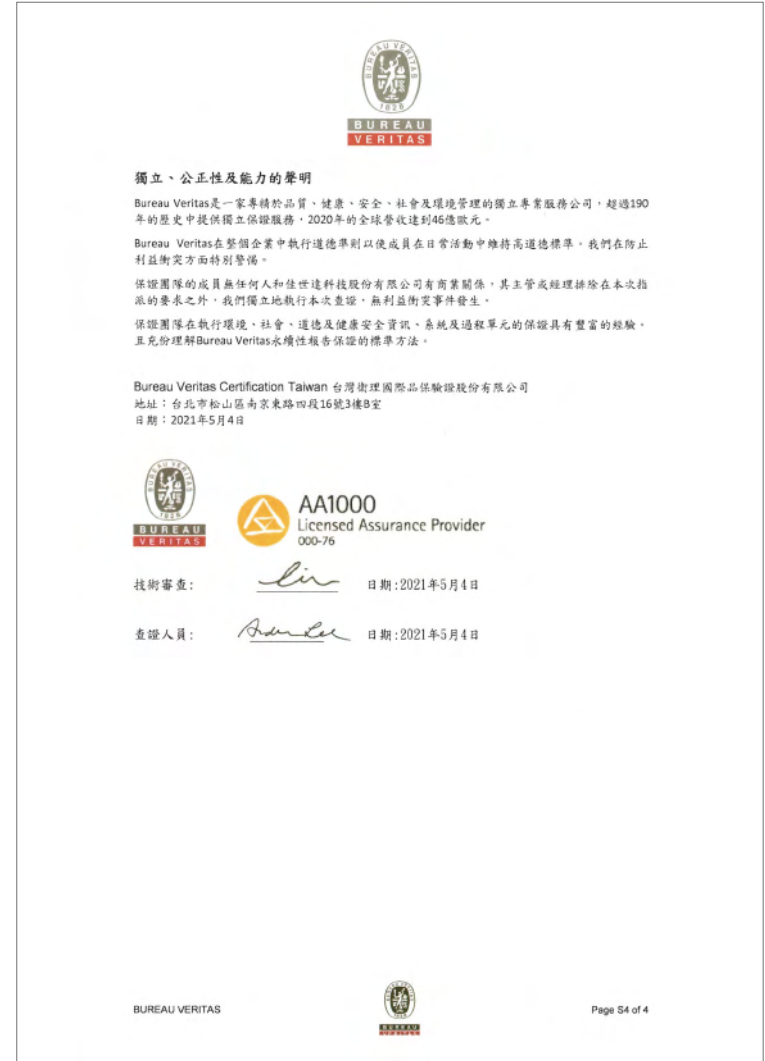 BUREAU VERITAS
1828
BUREAU
VERITAS
獨立、公正性及能力的聲明
Bureau Veritas是一家專精於品質、健康、安全、社會及環境管理的獨立專業服務公司，超過190
年的歷史中提供獨立保證服務，2020年的全球營收達到46億歐元。
Bureau Veritas在整個企業中執行道德準則以使成員在日常活動中維持高道德標準。我們在防止
利益衝突方面特別警惕。
保證團隊的成員無任何人和佳世達科技股份有限公司有商業關係，其主管或經理排除在本次指
派的要求之外，我們獨立地執行本次查證，無利益衝突事件發生。
保證團隊在執行環境、社會、道德及健康安全資訊、系統及過程單元的保證具有豐富的經驗，
且充份理解Bureau Veritas永續性報告保證的標準方法。
Bureau Veritas Certification Taiwan 台灣衛理國際品保驗證股份有限公司
地址：台北市松山區南京東路四段16號3樓B室
日期：2021年5月4日
BUREAU VERITAS
1828
BUREAU
VERITAS
AA1000
Licensed Assurance Provider
000-76
技術審查:
日期:2021年5月4日
查證人員:
日期:2021年5月4日
BUREAU VERITAS
BUREAU
VERITAS
Page S4 of 4